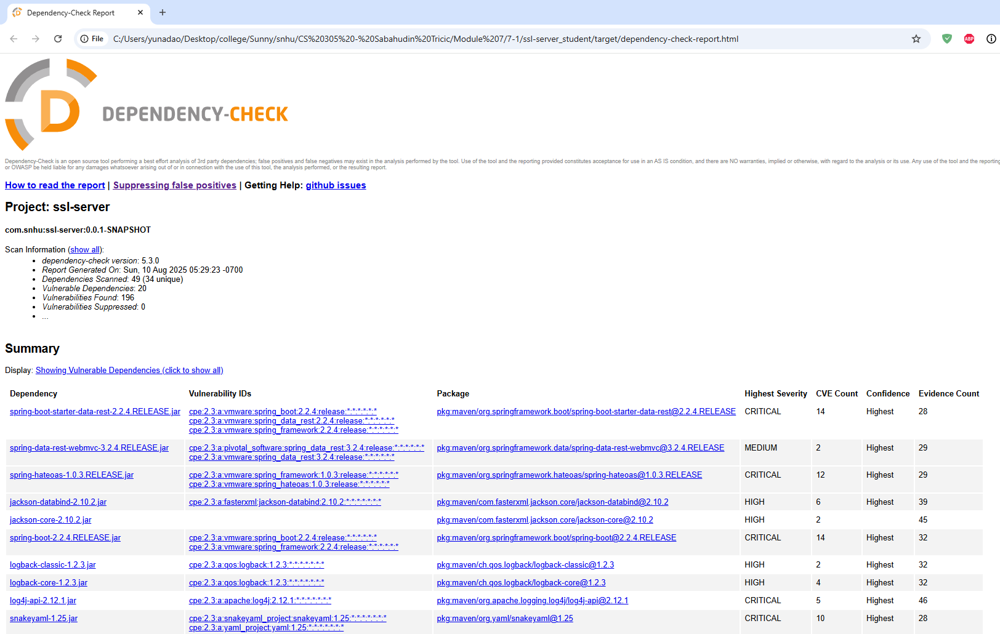 Dependency-Check Report
File C:/Users/yunadao/Desktop/college/Sunny/snhu/CS%20305%20-%20Sabahudin%20Tricic/Module%207/7-1/ssl-server_student/target/dependency-check-report.html
ABP
D DEPENDENCY-CHECK
Dependency-Check is an open source tool performing a best effort analysis of 3rd party dependencies; false positives and false negatives may exist in the analysis performed by the tool. Use of the tool and the reporting provided constitutes acceptance for use in an AS IS condition, and there are NO warranties, implied or otherwise, with regard to the analysis or its use. Any use of the tool and the reporting
or OWASP be held liable for any damages whatsoever arising out of or in connection with the use of this tool, the analysis performed, or the resulting report.
How to read the report | Suppressing false positives | Getting Help: github issues
Project: ssl-server
com.snhu:ssl-server:0.0.1-SNAPSHOT
Scan Information (show all):
• dependency-check version: 5.3.0
• Report Generated On: Sun, 10 Aug 2025 05:29:23 -0700
• Dependencies Scanned: 49 (34 unique)
• Vulnerable Dependencies: 20
• Vulnerabilities Found: 196
• Vulnerabilities Suppressed: 0
• ...
Summary
Display: Showing Vulnerable Dependencies (click to show all)
Dependency Vulnerability IDs Package Highest Severity CVE Count Confidence Evidence Count
spring-boot-starter-data-rest-2.2.4.RELEASE.jar cpe:2.3:a:vmware:spring_boot:2.2.4:release:*:*:*:*:*:* pkg:maven/org.springframework.boot/spring-boot-starter-data-rest@2.2.4.RELEASE CRITICAL 14 Highest 28
cpe:2.3:a:vmware:spring_data_rest:2.2.4:release:*:*:*:*:*:*
cpe:2.3:a:vmware:spring_framework:2.2.4:release:*:*:*:*:*:*
spring-data-rest-webmvc-3.2.4.RELEASE.jar cpe:2.3:a:pivotal_software:spring_data_rest:3.2.4:release:*:*:*:*:*:* pkg:maven/org.springframework.data/spring-data-rest-webmvc@3.2.4.RELEASE MEDIUM 2 Highest 29
cpe:2.3:a:vmware:spring_data_rest:3.2.4:release:*:*:*:*:*:*
spring-hateoas-1.0.3.RELEASE.jar cpe:2.3:a:vmware:spring_framework:1.0.3:release:*:*:*:*:*:* pkg:maven/org.springframework.hateoas/spring-hateoas@1.0.3.RELEASE CRITICAL 12 Highest 29
cpe:2.3:a:vmware:spring_hateoas:1.0.3:release:*:*:*:*:*:*
jackson-databind-2.10.2.jar cpe:2.3:a:fasterxml:jackson-databind:2.10.2:*:*:*:*:*:*:* pkg:maven/com.fasterxml.jackson.core/jackson-databind@2.10.2 HIGH 6 Highest 39
jackson-core-2.10.2.jar pkg:maven/com.fasterxml.jackson.core/jackson-core@2.10.2 HIGH 2 45
spring-boot-2.2.4.RELEASE.jar cpe:2.3:a:vmware:spring_boot:2.2.4:release:*:*:*:*:*:* pkg:maven/org.springframework.boot/spring-boot@2.2.4.RELEASE CRITICAL 14 Highest 32
cpe:2.3:a:vmware:spring_framework:2.2.4:release:*:*:*:*:*:*
logback-classic-1.2.3.jar cpe:2.3:a:qos:logback:1.2.3:*:*:*:*:*:*:* pkg:maven/ch.qos.logback/logback-classic@1.2.3 HIGH 2 Highest 32
logback-core-1.2.3.jar cpe:2.3:a:qos:logback:1.2.3:*:*:*:*:*:*:* pkg:maven/ch.qos.logback/logback-core@1.2.3 HIGH 4 Highest 32
log4j-api-2.12.1.jar cpe:2.3:a:apache:log4j:2.12.1:*:*:*:*:*:*:* pkg:maven/org.apache.logging.log4j/log4j-api@2.12.1 CRITICAL 5 Highest 46
snakeyaml-1.25.jar cpe:2.3:a:snakeyaml_project:snakeyaml:1.25:*:*:*:*:*:*:* pkg:maven/org.yaml/snakeyaml@1.25 CRITICAL 10 Highest 28
cpe:2.3:a:yaml_project:yaml:1.25:*:*:*:*:*:*:*